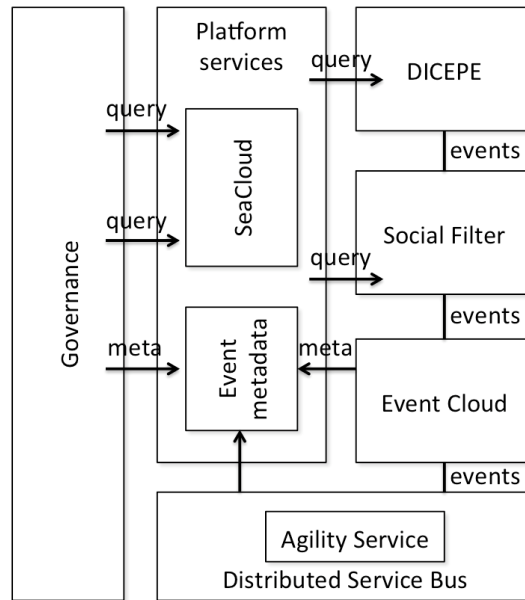 Platform
services
query
DICEPE
query
events
SeaCloud
query
Social Filter
query
Governance
events
meta
meta
Event
metadata
Event Cloud
events
Agility Service
Distributed Service Bus